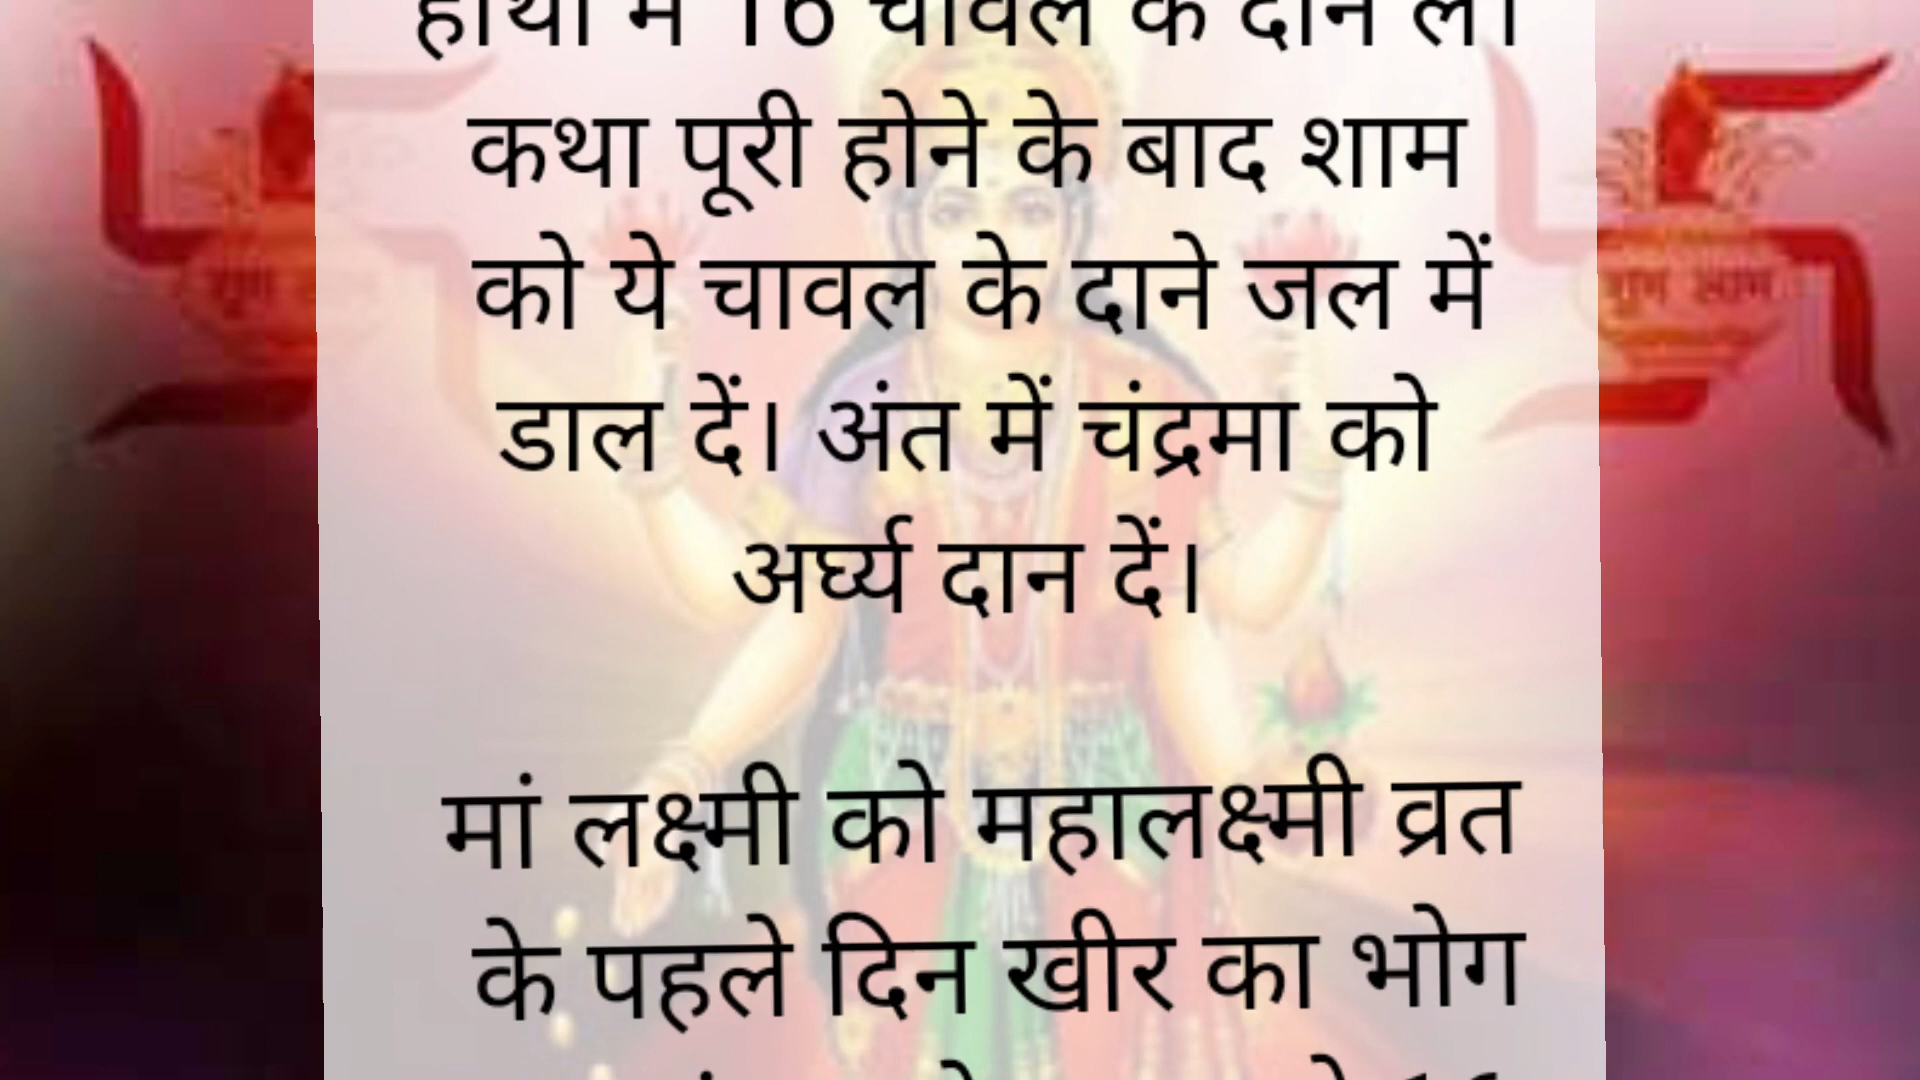 हाथों में 16 चावल के दाने लें।
कथा पूरी होने के बाद शाम
को ये चावल के दाने जल में
डाल दें। अंत में चंद्रमा को
अर्घ्य दान दें।
मां लक्ष्मी को महालक्ष्मी व्रत
के पहले दिन खीर का भोग